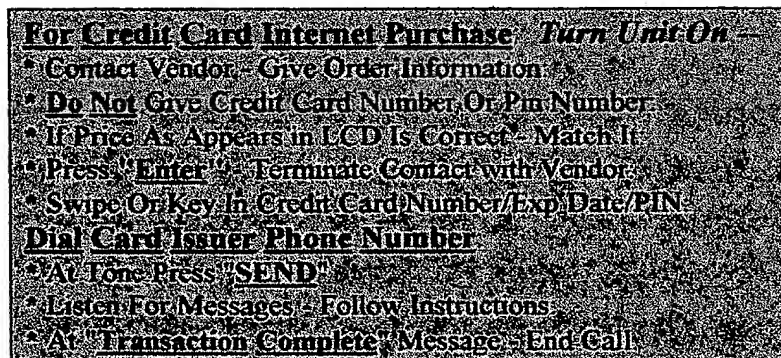 For Credit Card Internet Purchase Turn Unit On –
* Contact Vendor - Give Order Information
* Do Not Give Credit Card Number Or Pin Number
* If Price As Appears in LCD Is Correct - Match It
* Press "Enter" - Terminate Contact with Vendor
* Swipe Or Key In Credit Card Number/Exp Date/PIN
Dial Card Issuer Phone Number
* At Tone Press "SEND"
* Listen For Messages - Follow Instructions
* At "Transaction Complete" Message - End Call